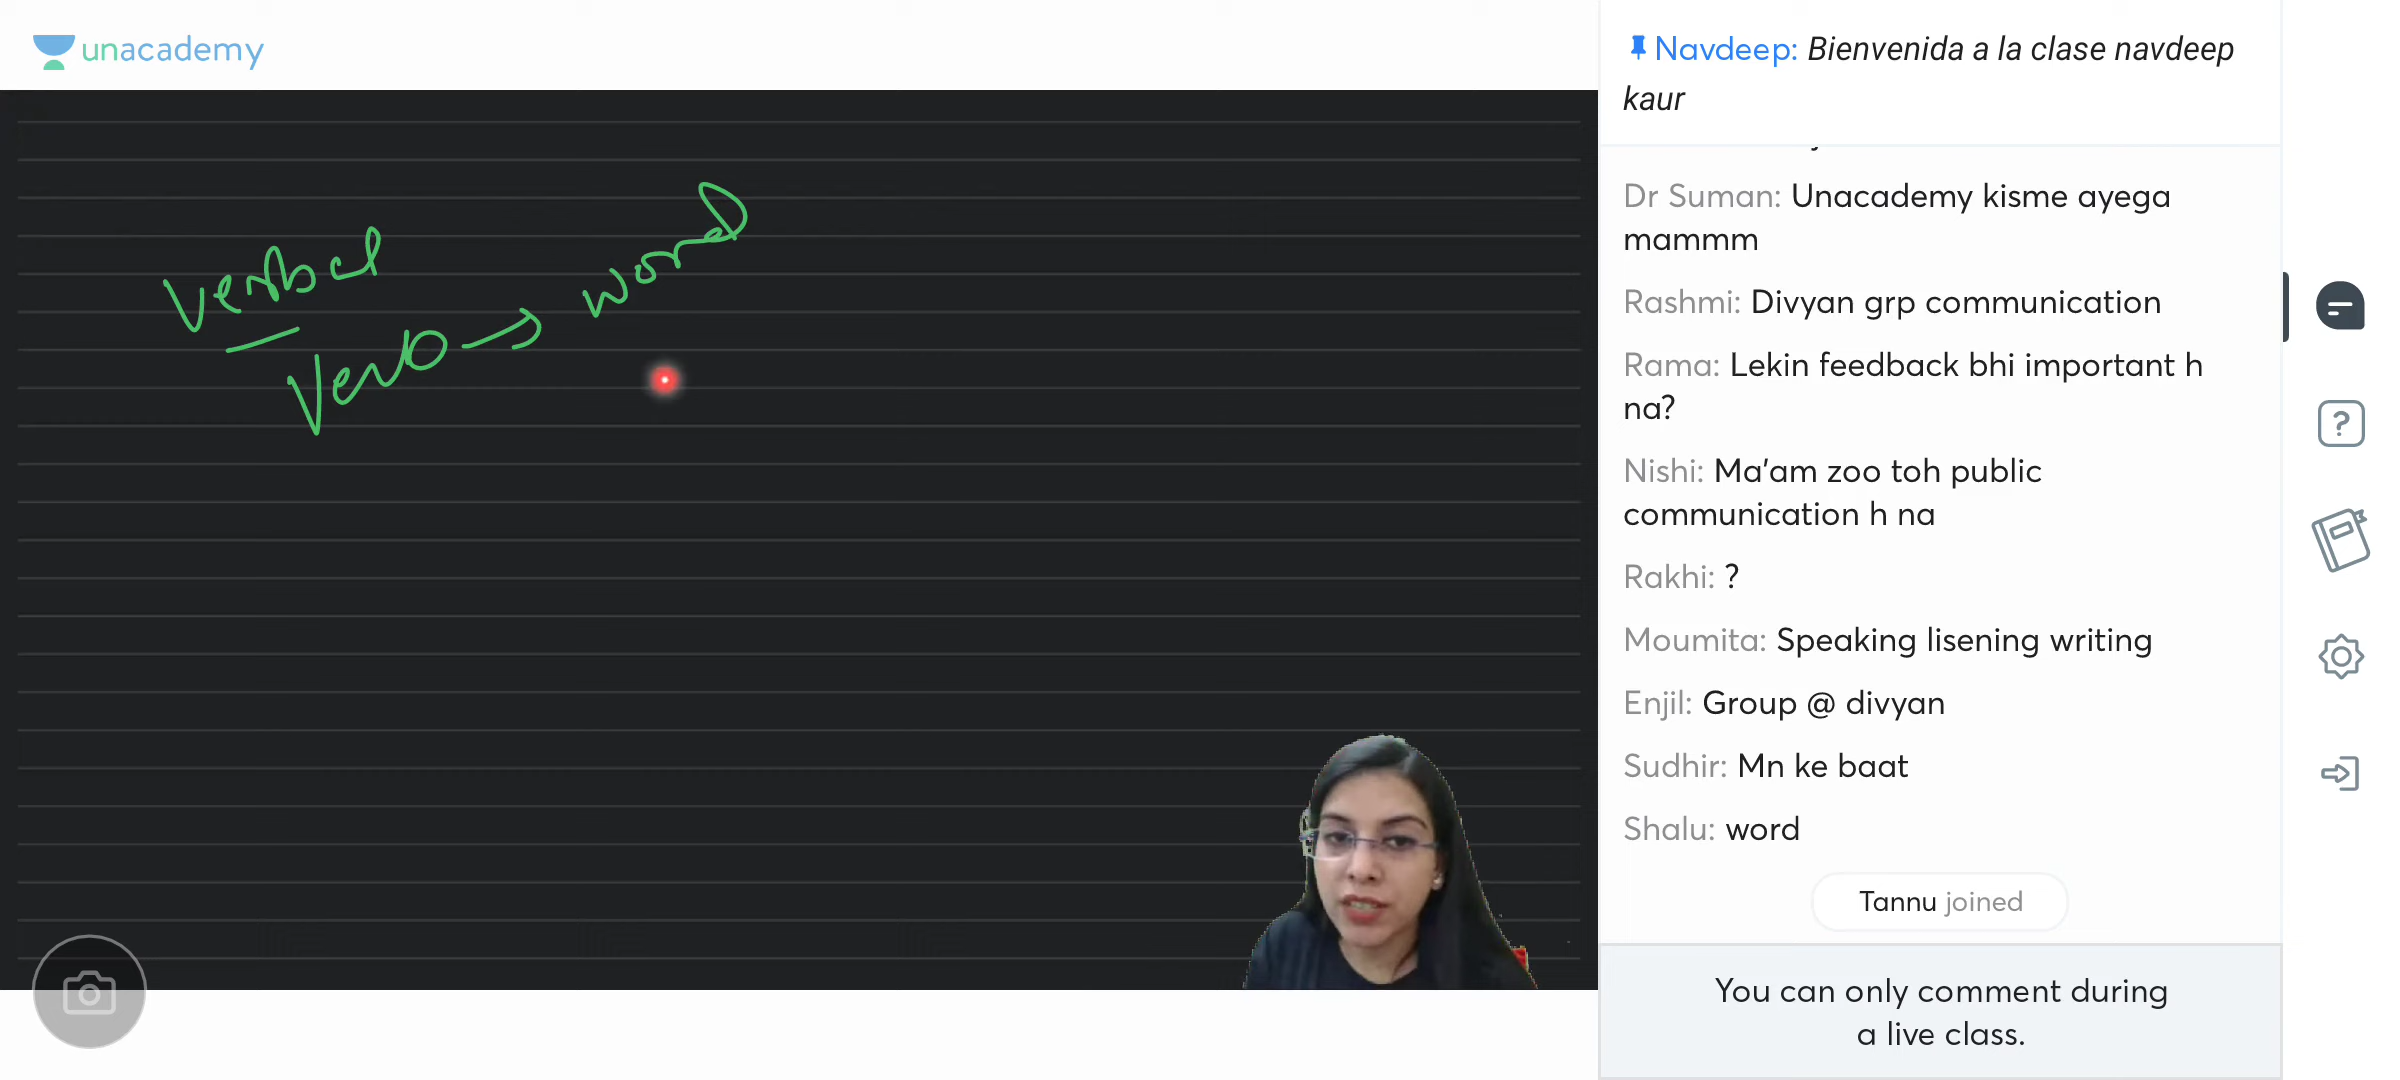 unacademy
verbal
Verb → word
Navdeep: Bienvenida a la clase navdeep
kaur
Dr Suman: Unacademy kisme ayega
mammm
Rashmi: Divyan grp communication
Rama: Lekin feedback bhi important h
na?
Nishi: Ma'am zoo toh public
communication h na
Rakhi: ?
Moumita: Speaking lisening writing
Enjil: Group @ divyan
Sudhir: Mn ke baat
Shalu: word
Tannu joined
You can only comment during
a live class.